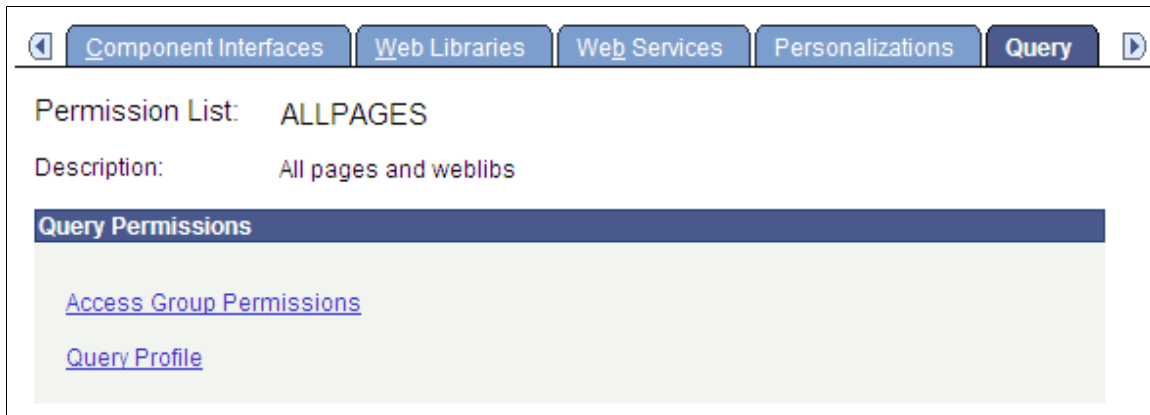 Component Interfaces Web Libraries Web Services Personalizations Query
Permission List: ALLPAGES
Description: All pages and weblibs
Query Permissions
Access Group Permissions
Query Profile